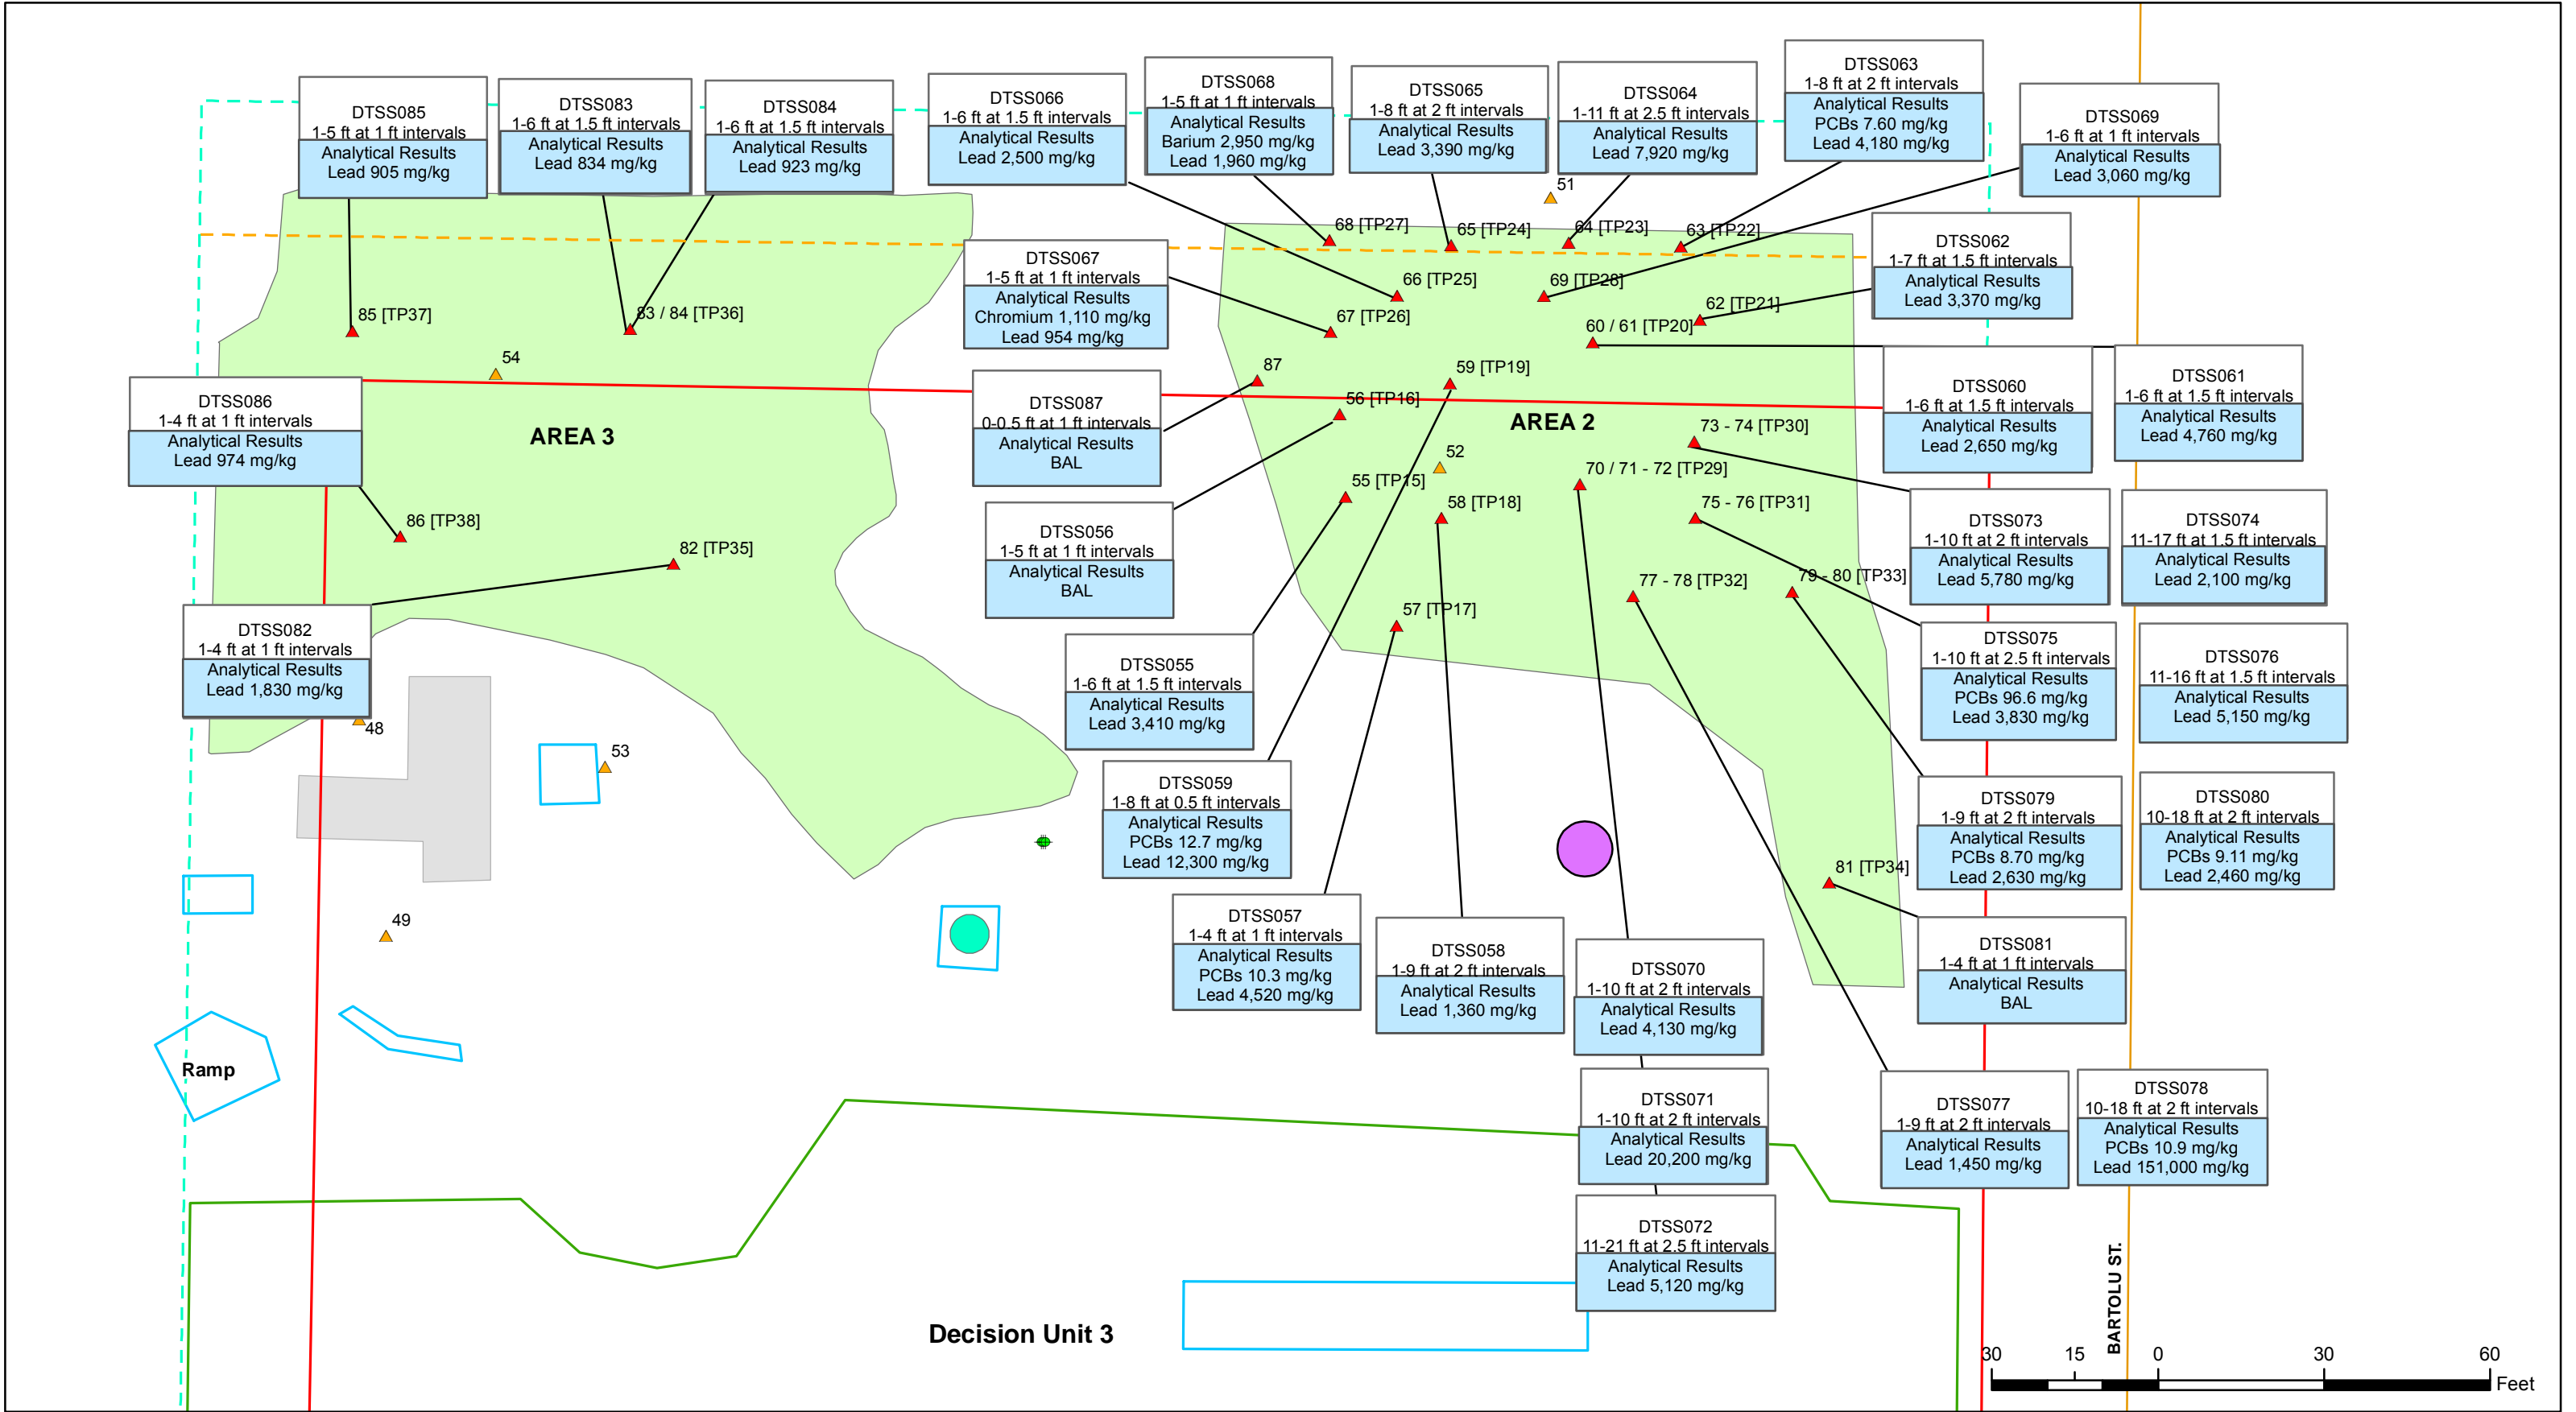 DTSS085
1-5 ft at 1 ft intervals
Analytical Results
Lead 905 mg/kg
DTSS083
1-6 ft at 1.5 ft intervals
Analytical Results
Lead 834 mg/kg
DTSS084
1-6 ft at 1.5 ft intervals
Analytical Results
Lead 923 mg/kg
DTSS066
1-6 ft at 1.5 ft intervals
Analytical Results
Lead 2,500 mg/kg
DTSS068
1-5 ft at 1 ft intervals
Analytical Results
Barium 2,950 mg/kg
Lead 1,960 mg/kg
DTSS065
1-8 ft at 2 ft intervals
Analytical Results
Lead 3,390 mg/kg
DTSS064
1-11 ft at 2.5 ft intervals
Analytical Results
Lead 7,920 mg/kg
DTSS063
1-8 ft at 2 ft intervals
Analytical Results
PCBs 7.60 mg/kg
Lead 4,180 mg/kg
DTSS069
1-6 ft at 1 ft intervals
Analytical Results
Lead 3,060 mg/kg
51
68 [TP27]
65 [TP24]
64 [TP23]
63 [TP22]
DTSS062
1-7 ft at 1.5 ft intervals
Analytical Results
Lead 3,370 mg/kg
DTSS067
1-5 ft at 1 ft intervals
Analytical Results
Chromium 1,110 mg/kg
Lead 954 mg/kg
66 [TP25]
69 [TP28]
62 [TP21]
67 [TP26]
60 / 61 [TP20]
85 [TP37]
83 / 84 [TP36]
54
87
59 [TP19]
56 [TP16]
AREA 3
AREA 2
DTSS086
1-4 ft at 1 ft intervals
Analytical Results
Lead 974 mg/kg
DTSS087
0-0.5 ft at 1 ft intervals
Analytical Results
BAL
DTSS060
1-6 ft at 1.5 ft intervals
Analytical Results
Lead 2,650 mg/kg
DTSS061
1-6 ft at 1.5 ft intervals
Analytical Results
Lead 4,760 mg/kg
73 - 74 [TP30]
52
70 / 71 - 72 [TP29]
55 [TP15]
58 [TP18]
75 - 76 [TP31]
86 [TP38]
82 [TP35]
DTSS056
1-5 ft at 1 ft intervals
Analytical Results
BAL
DTSS073
1-10 ft at 2 ft intervals
Analytical Results
Lead 5,780 mg/kg
DTSS074
11-17 ft at 1.5 ft intervals
Analytical Results
Lead 2,100 mg/kg
77 - 78 [TP32]
79 - 80 [TP33]
57 [TP17]
DTSS082
1-4 ft at 1 ft intervals
Analytical Results
Lead 1,830 mg/kg
48
53
DTSS055
1-6 ft at 1.5 ft intervals
Analytical Results
Lead 3,410 mg/kg
DTSS075
1-10 ft at 2.5 ft intervals
Analytical Results
PCBs 96.6 mg/kg
Lead 3,830 mg/kg
DTSS076
11-16 ft at 1.5 ft intervals
Analytical Results
Lead 5,150 mg/kg
DTSS059
1-8 ft at 0.5 ft intervals
Analytical Results
PCBs 12.7 mg/kg
Lead 12,300 mg/kg
DTSS079
1-9 ft at 2 ft intervals
Analytical Results
PCBs 8.70 mg/kg
Lead 2,630 mg/kg
DTSS080
10-18 ft at 2 ft intervals
Analytical Results
PCBs 9.11 mg/kg
Lead 2,460 mg/kg
81 [TP34]
49
DTSS057
1-4 ft at 1 ft intervals
Analytical Results
PCBs 10.3 mg/kg
Lead 4,520 mg/kg
DTSS058
1-9 ft at 2 ft intervals
Analytical Results
Lead 1,360 mg/kg
DTSS070
1-10 ft at 2 ft intervals
Analytical Results
Lead 4,130 mg/kg
DTSS081
1-4 ft at 1 ft intervals
Analytical Results
BAL
Ramp
DTSS071
1-10 ft at 2 ft intervals
Analytical Results
Lead 20,200 mg/kg
DTSS077
1-9 ft at 2 ft intervals
Analytical Results
Lead 1,450 mg/kg
DTSS078
10-18 ft at 2 ft intervals
Analytical Results
PCBs 10.9 mg/kg
Lead 151,000 mg/kg
DTSS072
11-21 ft at 2.5 ft intervals
Analytical Results
Lead 5,120 mg/kg
Decision Unit 3
BARTOLU ST.
30 15 0 30 60
Feet